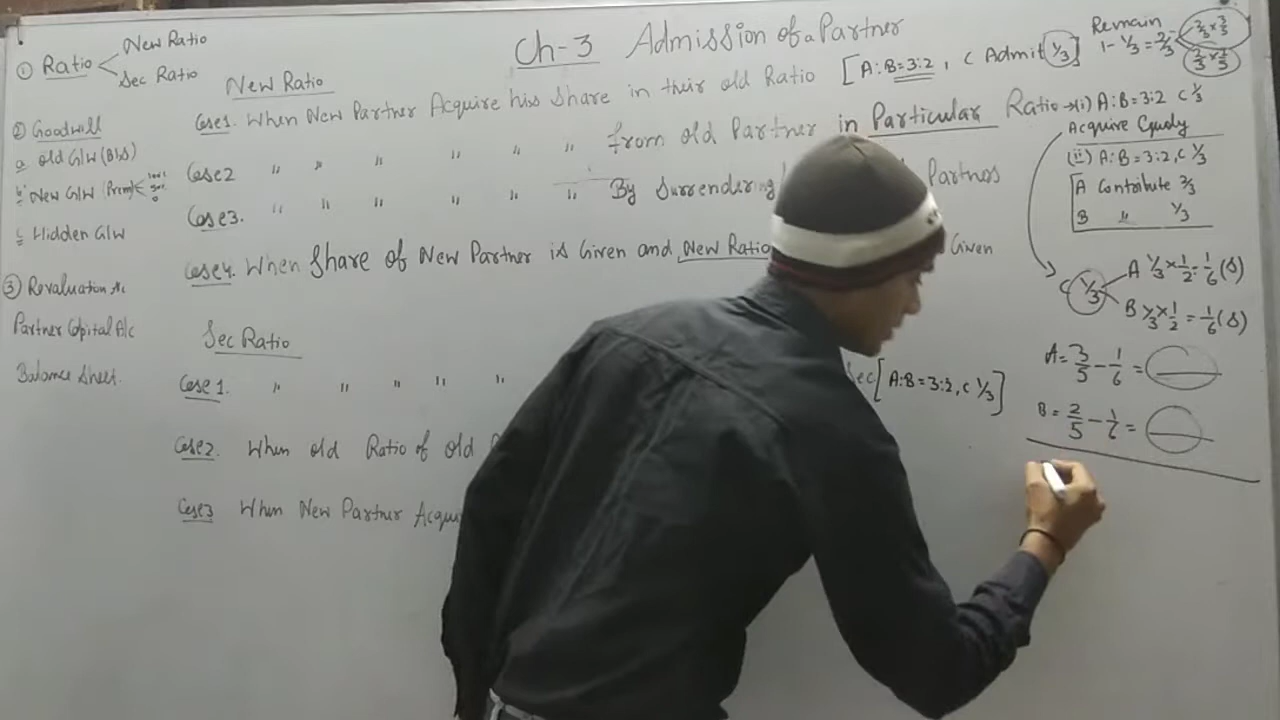 Ch-3 Admission of a Partner
① Ratio
New Ratio
Sec Ratio
② Goodwill
a Old G/W (B/S)
b New G/W (Prem)
c Hidden G/W
③ Revaluation A/c
Partner Capital A/c
Balance Sheet.
New Ratio
Case1. When New Partner Acquire his Share in their old Ratio [A:B=3:2, C Admit 1/3]
Remain
1-1/3=2/3
2/3×3/5
2/3×2/5
Case2 " " " " " " from old Partner in Particular Ratio→(i) A:B=3:2 C 1/3
Case3. " " " " " " By Surrendering Partnos
Case4. When Share of New Partner is Given and New Ratio Given
Sec Ratio
Case 1. " " " " " Sec [A:B=3:2, C 1/3]
Case2. When old Ratio of old
Case3 When New Partner Acqui
Acquire Equally
(ii) A:B=3:2, C 1/3
A Contribute 2/3
B " 1/3
C 1/3
A 1/3×1/2=1/6(S)
B 1/3×1/2=1/6(S)
A=3/5-1/6=
B=2/5-1/6=